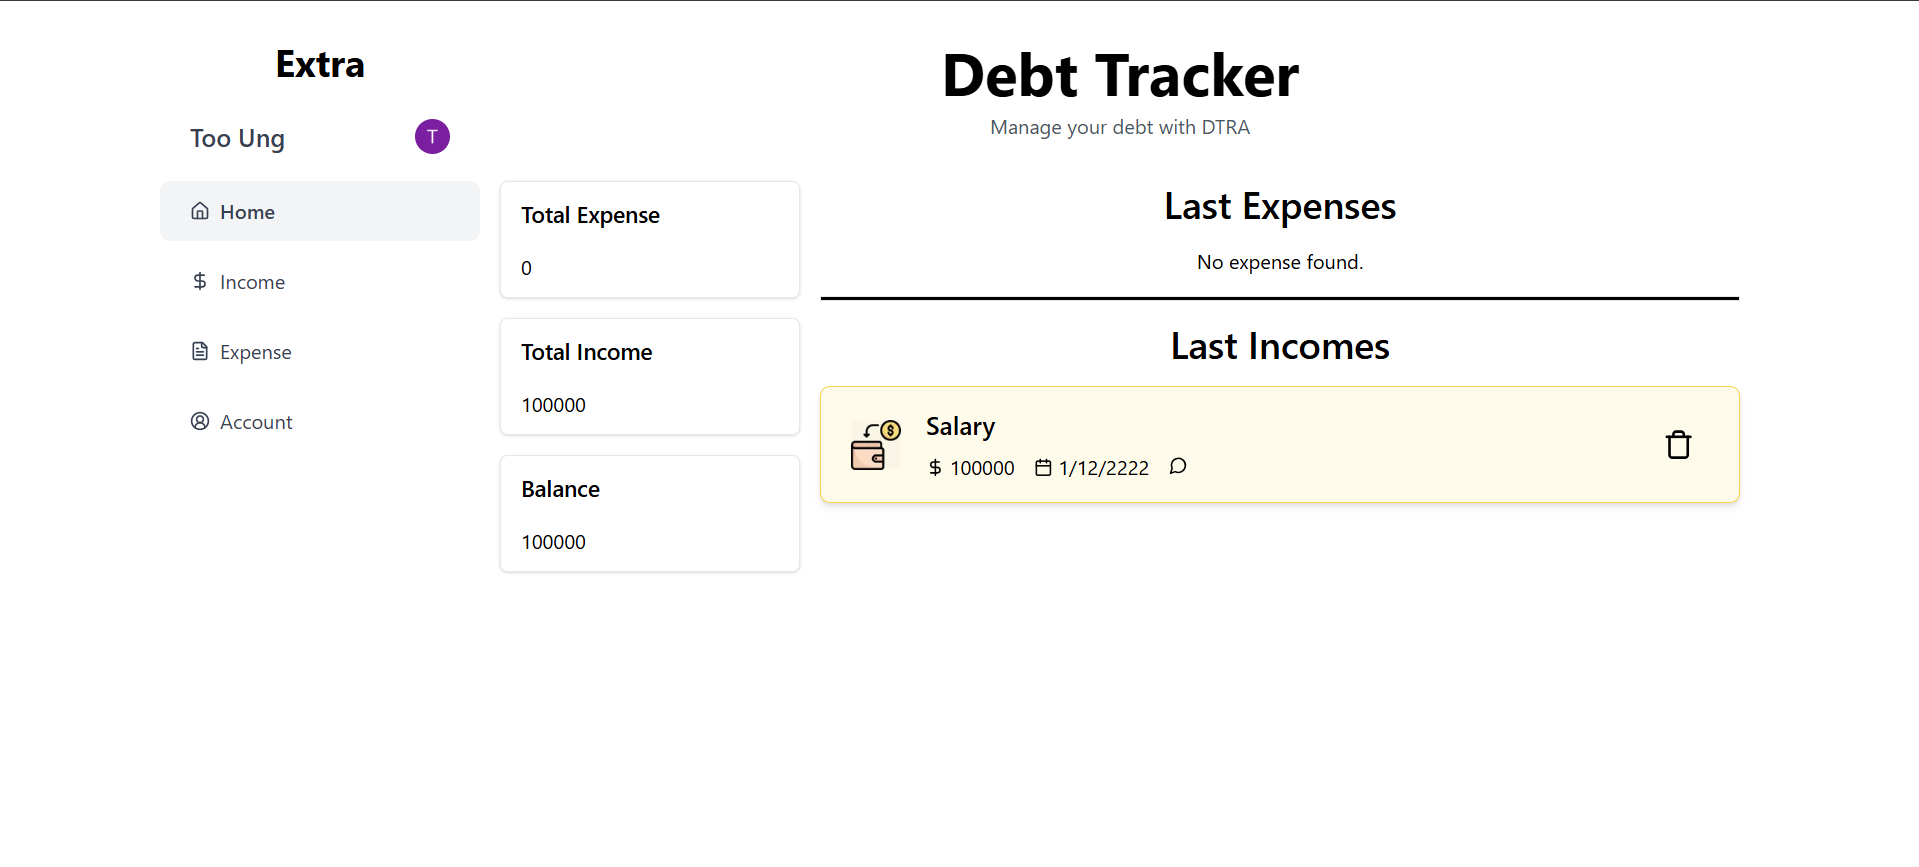 Extra
Too Ung
T
Home
Income
Expense
Account
Debt Tracker
Manage your debt with DTRA
Total Expense
0
Total Income
100000
Balance
100000
Last Expenses
No expense found.
Last Incomes
Salary
$ 100000 1/12/2222